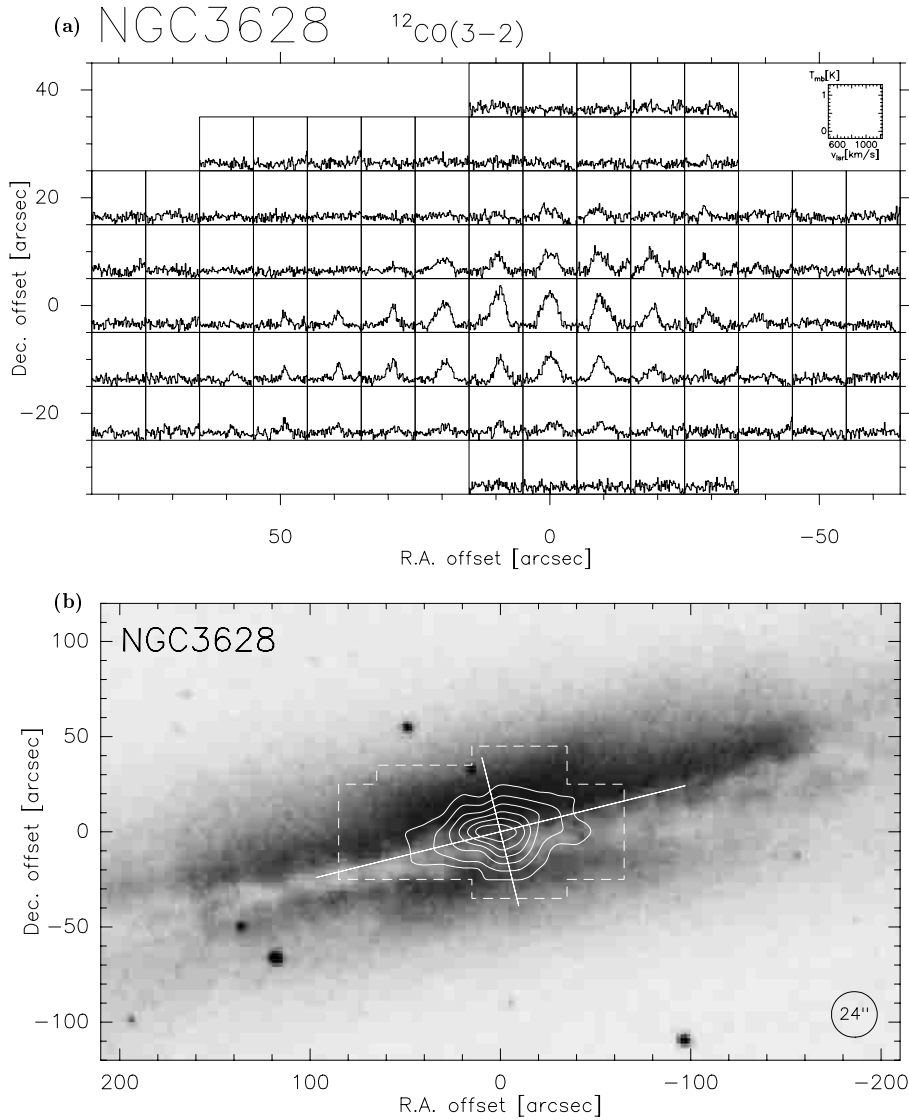 (a) NGC3628 ¹²CO(3−2)
T_mb[K]
1
0
600 1000
v_lsr[km/s]
40
20
0
−20
Dec. offset [arcsec]
50 0 −50
R.A. offset [arcsec]
(b)
NGC3628
100
50
0
−50
−100
Dec. offset [arcsec]
24"
200 100 0 −100 −200
R.A. offset [arcsec]